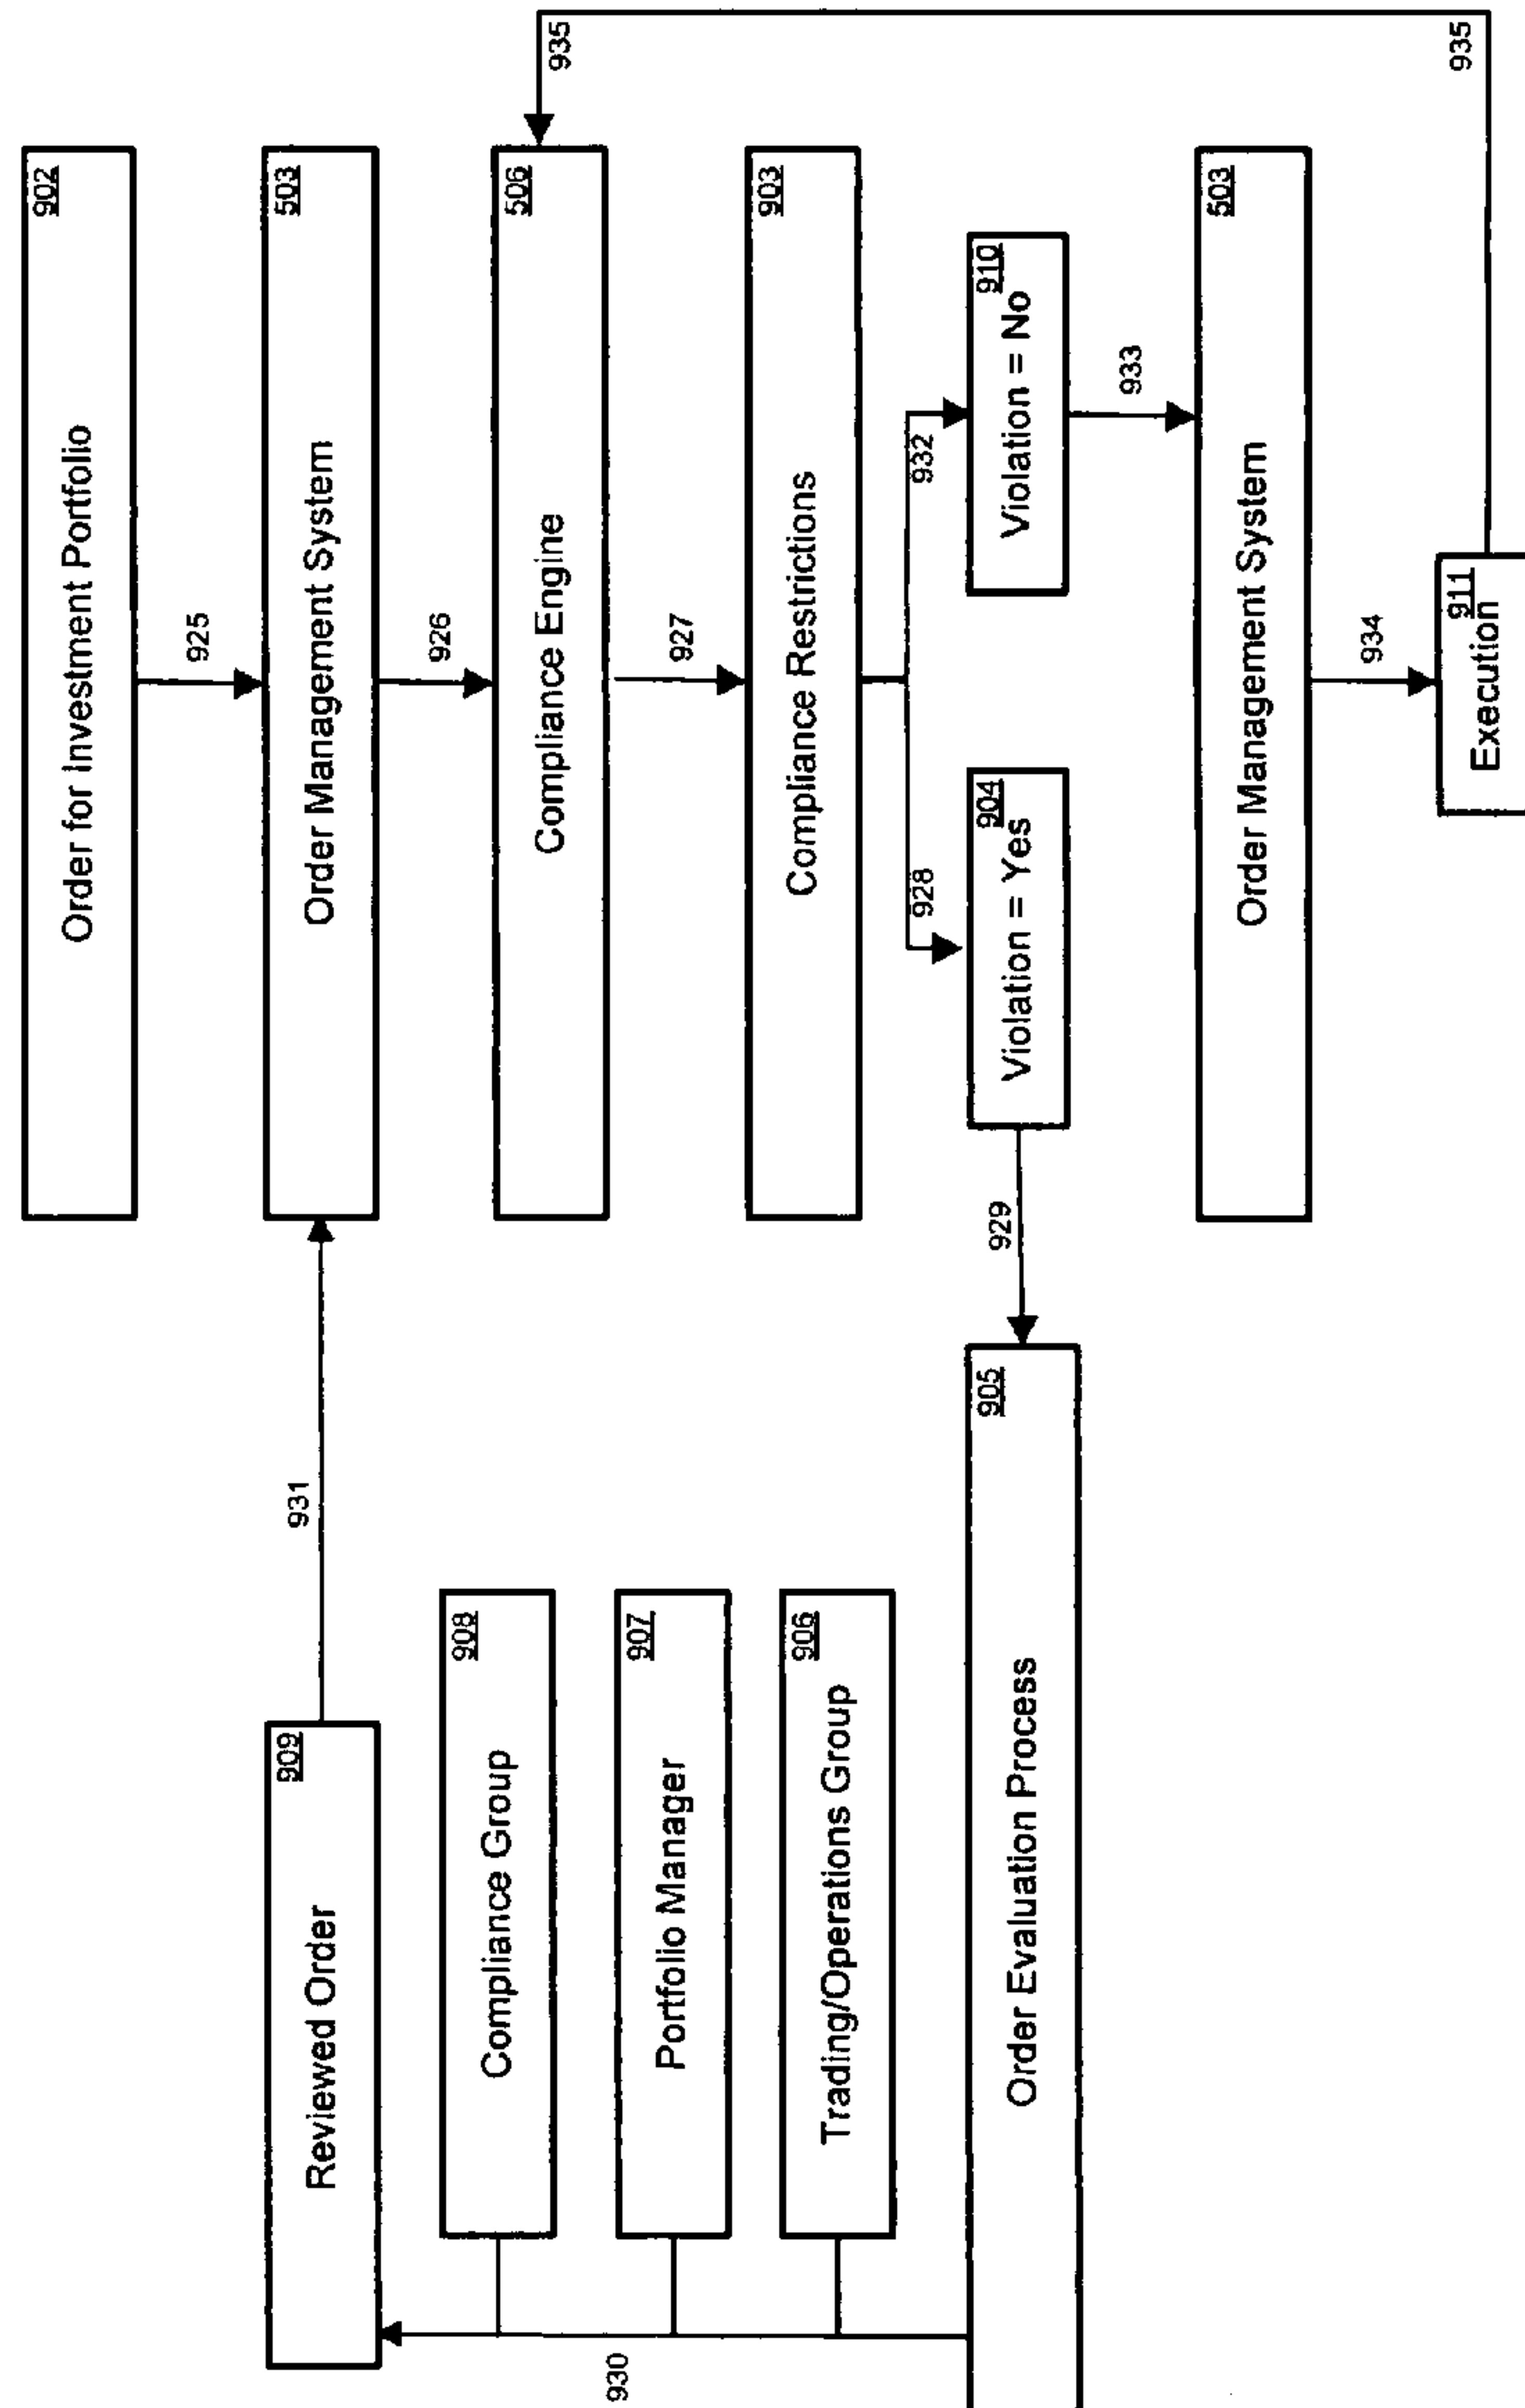 902
Order for Investment Portfolio
925
503
Order Management System
931
909
Reviewed Order
926
935
506
Compliance Engine
908
Compliance Group
927
907
Portfolio Manager
930
903
Compliance Restrictions
906
Trading/Operations Group
932
928
910
Violation = No
904
Violation = Yes
929
905
Order Evaluation Process
933
503
Order Management System
934
935
911
Execution